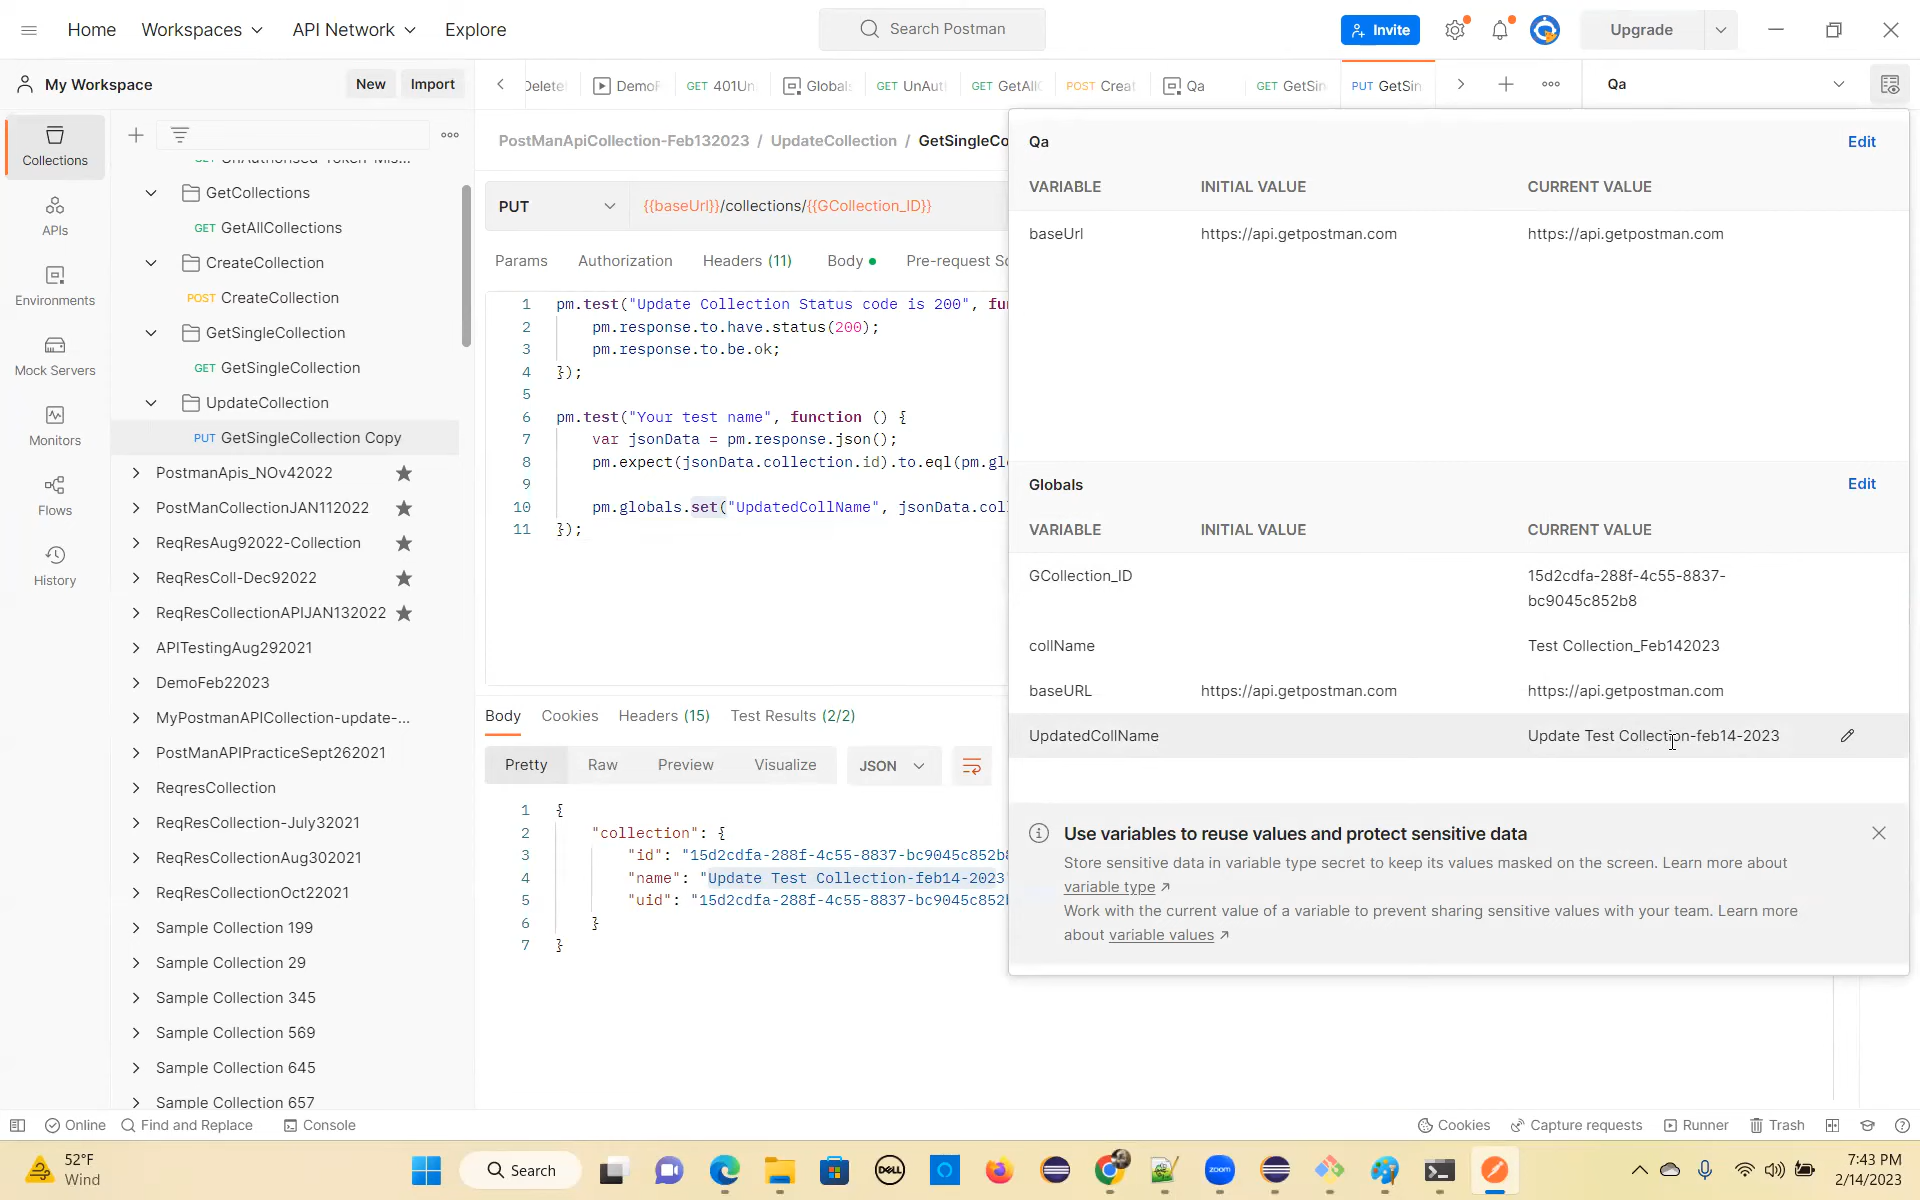 Home Workspaces API Network Explore Search Postman Invite Upgrade
My Workspace New Import Delete DemoF GET 401Un Global GET UnAut GET GetAllC POST Creat Qa GET GetSin PUT GetSin Qa
Collections
APIs
Environments
Mock Servers
Monitors
Flows
History
UnAuthorised-Token-Mis...
GetCollections
GET GetAllCollections
CreateCollection
POST CreateCollection
GetSingleCollection
GET GetSingleCollection
UpdateCollection
PUT GetSingleCollection Copy
PostmanApis_NOv42022
PostManCollectionJAN112022
ReqResAug92022-Collection
ReqResColl-Dec92022
ReqResCollectionAPIJAN132022
APITestingAug292021
DemoFeb22023
MyPostmanAPICollection-update-...
PostManAPIPracticeSept262021
ReqresCollection
ReqResCollection-July32021
ReqResCollectionAug302021
ReqResCollectionOct22021
Sample Collection 199
Sample Collection 29
Sample Collection 345
Sample Collection 569
Sample Collection 645
Sample Collection 657
PostManApiCollection-Feb132023 / UpdateCollection / GetSingleCo
PUT {{baseUrl}}/collections/{{GCollection_ID}}
Params Authorization Headers (11) Body Pre-request Sc
1 pm.test("Update Collection Status code is 200", fu
2 pm.response.to.have.status(200);
3 pm.response.to.be.ok;
4 });
5
6 pm.test("Your test name", function () {
7 var jsonData = pm.response.json();
8 pm.expect(jsonData.collection.id).to.eql(pm.gl
9
10 pm.globals.set("UpdatedCollName", jsonData.col
11 });
Body Cookies Headers (15) Test Results (2/2)
Pretty Raw Preview Visualize JSON
1 {
2 "collection": {
3 "id": "15d2cdfa-288f-4c55-8837-bc9045c852b8
4 "name": "Update Test Collection-feb14-2023
5 "uid": "15d2cdfa-288f-4c55-8837-bc9045c852
6 }
7 }
Qa Edit
VARIABLE INITIAL VALUE CURRENT VALUE
baseUrl https://api.getpostman.com https://api.getpostman.com
Globals Edit
VARIABLE INITIAL VALUE CURRENT VALUE
GCollection_ID 15d2cdfa-288f-4c55-8837-
bc9045c852b8
collName Test Collection_Feb142023
baseURL https://api.getpostman.com https://api.getpostman.com
UpdatedCollName Update Test Collection-feb14-2023
Use variables to reuse values and protect sensitive data
Store sensitive data in variable type secret to keep its values masked on the screen. Learn more about
variable type ↗
Work with the current value of a variable to prevent sharing sensitive values with your team. Learn more
about variable values ↗
Online Find and Replace Console Cookies Capture requests Runner Trash
52°F
Wind
Search
DELL
zoom
7:43 PM
2/14/2023